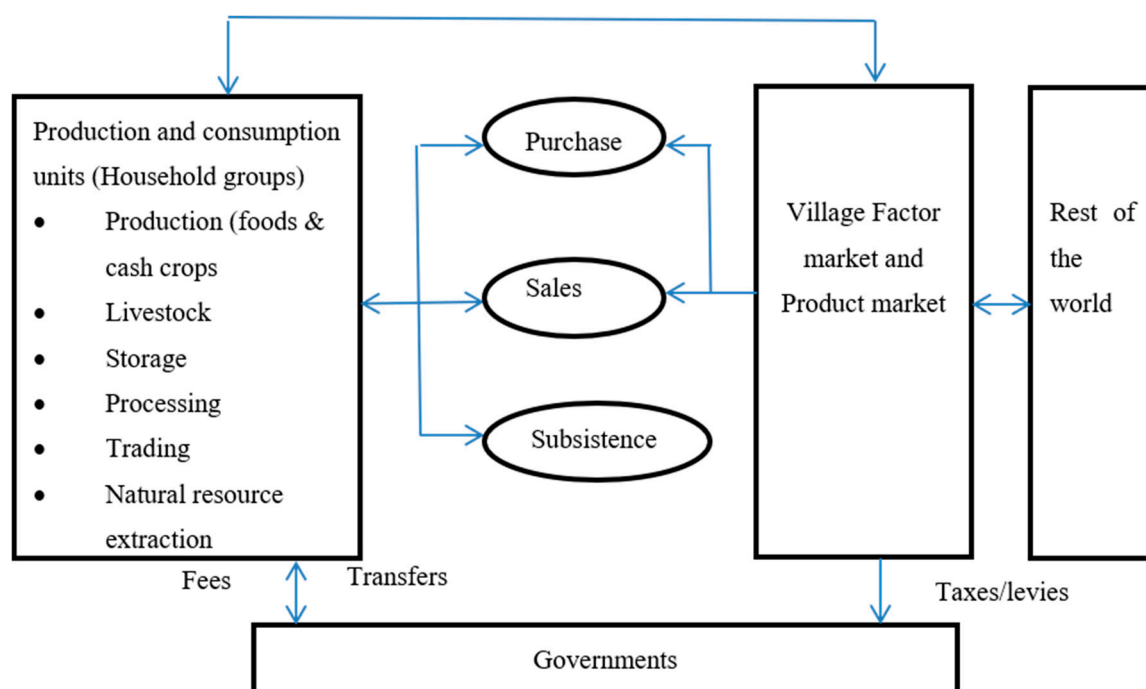 Production and consumption
units (Household groups)
• Production (foods &
cash crops
• Livestock
• Storage
• Processing
• Trading
• Natural resource
extraction
Purchase
Sales
Subsistence
Village Factor
market and
Product market
Rest of
the
world
Fees
Transfers
Taxes/levies
Governments